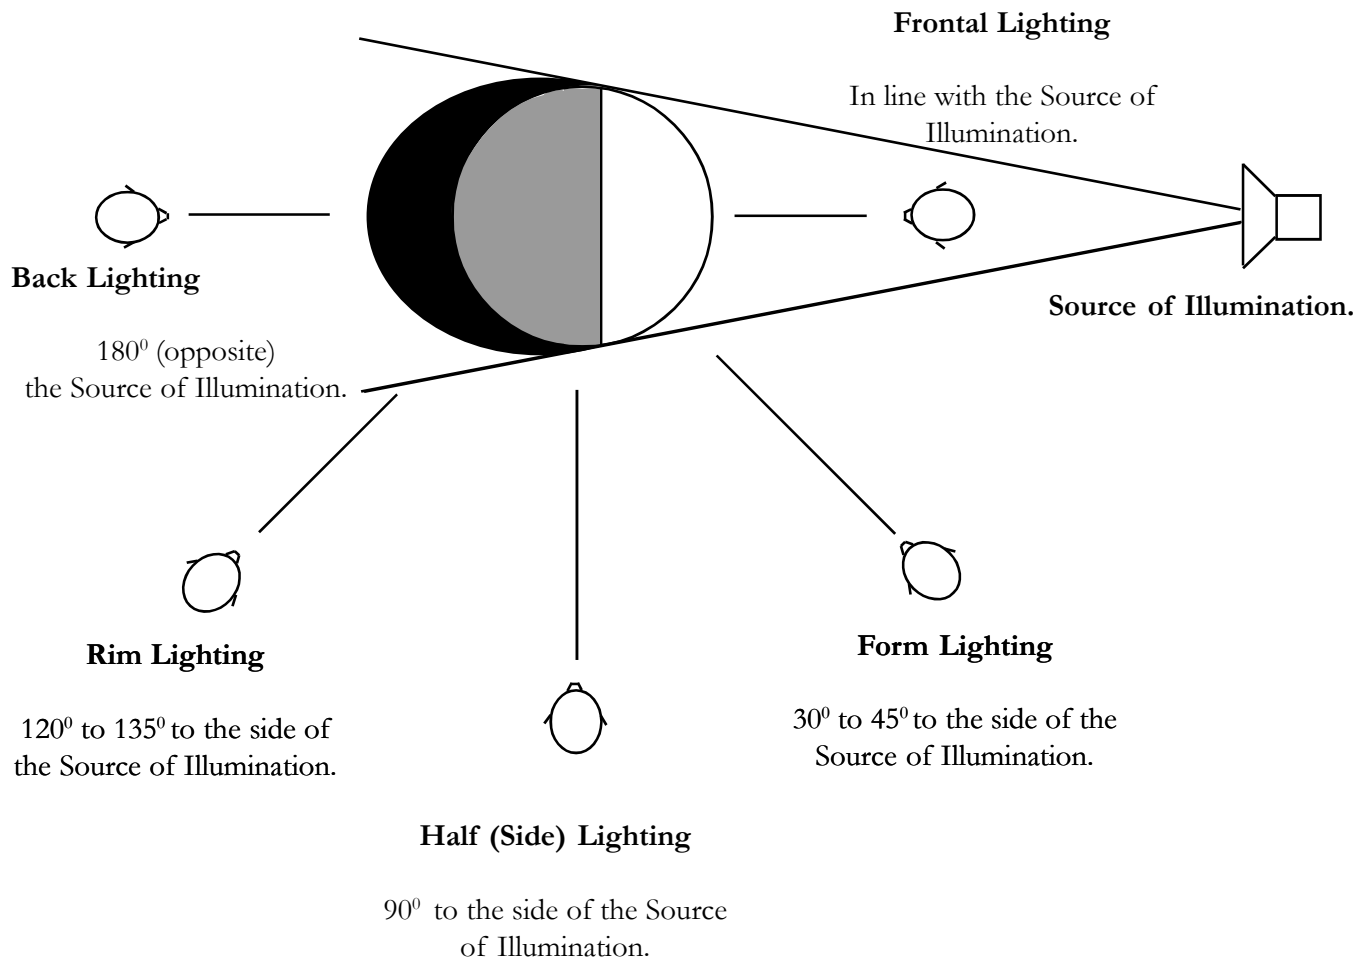 Frontal Lighting
In line with the Source of
Illumination.
Back Lighting
180⁰ (opposite)
the Source of Illumination.
Source of Illumination.
Rim Lighting
120⁰ to 135⁰ to the side of
the Source of Illumination.
Form Lighting
30⁰ to 45⁰ to the side of the
Source of Illumination.
Half (Side) Lighting
90⁰ to the side of the Source
of Illumination.